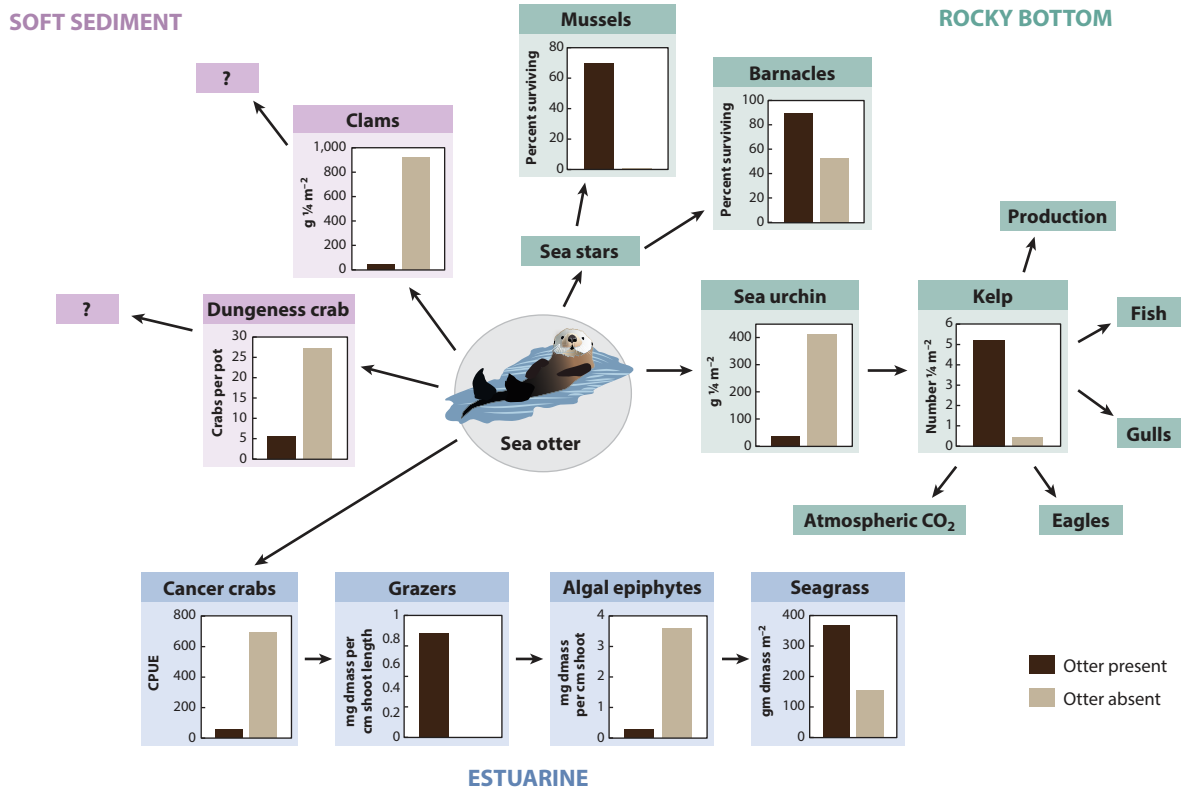 SOFT SEDIMENT
ROCKY BOTTOM
Mussels
Percent surviving
80
60
40
20
0
Barnacles
Percent surviving
100
80
60
40
20
0
?
Clams
g ¼ m⁻²
1,000
800
600
400
200
0
Sea stars
Production
?
Dungeness crab
Crabs per pot
30
25
20
15
10
5
0
Sea otter
Sea urchin
g ¼ m⁻²
400
300
200
100
0
Kelp
Number ¼ m⁻²
6
5
4
3
2
1
0
Fish
Gulls
Atmospheric CO₂
Eagles
Cancer crabs
CPUE
800
600
400
200
0
Grazers
mg dmass per
cm shoot length
1
0.8
0.6
0.4
0.2
0
Algal epiphytes
mg dmass
per cm shoot
4
3
2
1
0
Seagrass
gm dmass m⁻²
400
300
200
100
0
Otter present
Otter absent
ESTUARINE